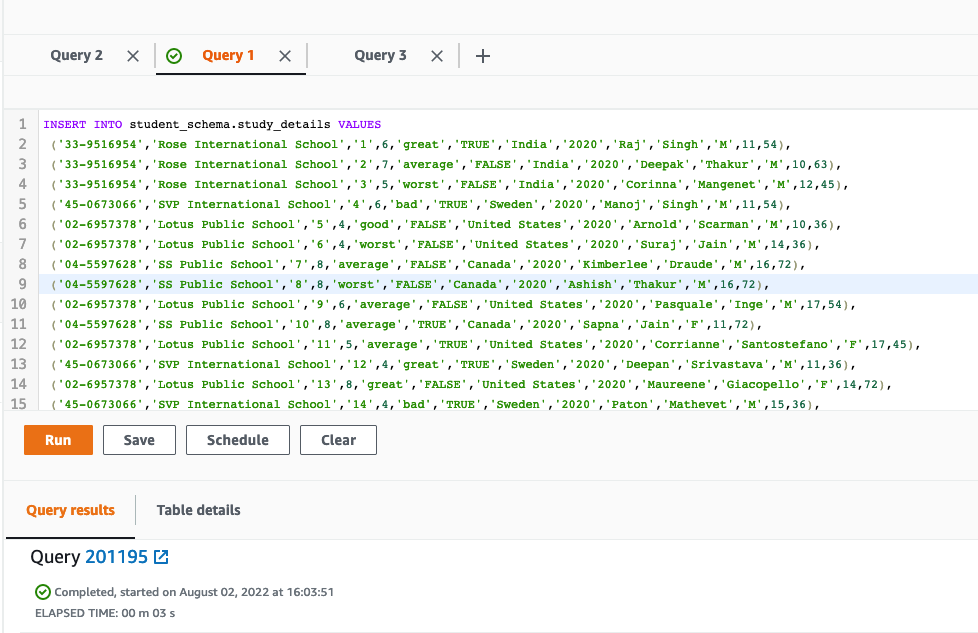 Query 2 Query 1 Query 3
1 INSERT INTO student_schema.study_details VALUES
2 ('33-9516954','Rose International School','1',6,'great','TRUE','India','2020','Raj','Singh','M',11,54),
3 ('33-9516954','Rose International School','2',7,'average','FALSE','India','2020','Deepak','Thakur','M',10,63),
4 ('33-9516954','Rose International School','3',5,'worst','FALSE','India','2020','Corinna','Mangenet','M',12,45),
5 ('45-0673066','SVP International School','4',6,'bad','TRUE','Sweden','2020','Manoj','Singh','M',11,54),
6 ('02-6957378','Lotus Public School','5',4,'good','FALSE','United States','2020','Arnold','Scarman','M',10,36),
7 ('02-6957378','Lotus Public School','6',4,'worst','FALSE','United States','2020','Suraj','Jain','M',14,36),
8 ('04-5597628','SS Public School','7',8,'average','FALSE','Canada','2020','Kimberlee','Draude','M',16,72),
9 ('04-5597628','SS Public School','8',8,'worst','FALSE','Canada','2020','Ashish','Thakur','M',16,72),
10 ('02-6957378','Lotus Public School','9',6,'average','FALSE','United States','2020','Pasquale','Inge','M',17,54),
11 ('04-5597628','SS Public School','10',8,'average','TRUE','Canada','2020','Sapna','Jain','F',11,72),
12 ('02-6957378','Lotus Public School','11',5,'average','TRUE','United States','2020','Corrianne','Santostefano','F',17,45),
13 ('45-0673066','SVP International School','12',4,'great','TRUE','Sweden','2020','Deepan','Srivastava','M',11,36),
14 ('02-6957378','Lotus Public School','13',8,'great','FALSE','United States','2020','Maureene','Giacopello','F',14,72),
15 ('45-0673066','SVP International School','14',4,'bad','TRUE','Sweden','2020','Paton','Mathevet','M',15,36),
Run Save Schedule Clear
Query results Table details
Query 201195
Completed, started on August 02, 2022 at 16:03:51
ELAPSED TIME: 00 m 03 s